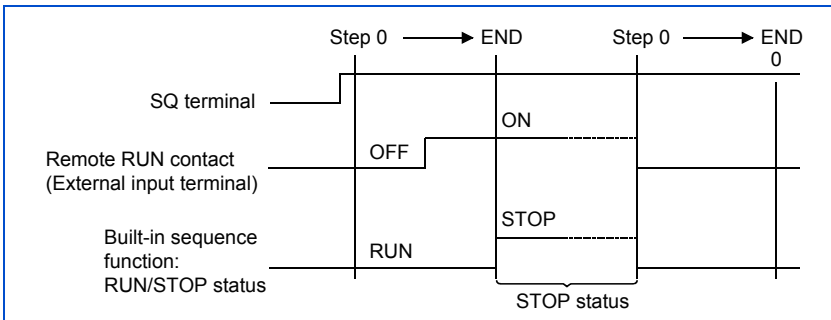 Step 0 END Step 0 END
0
SQ terminal
ON
OFF
Remote RUN contact
(External input terminal)
STOP
Built-in sequence
function:
RUN/STOP status
RUN
STOP status